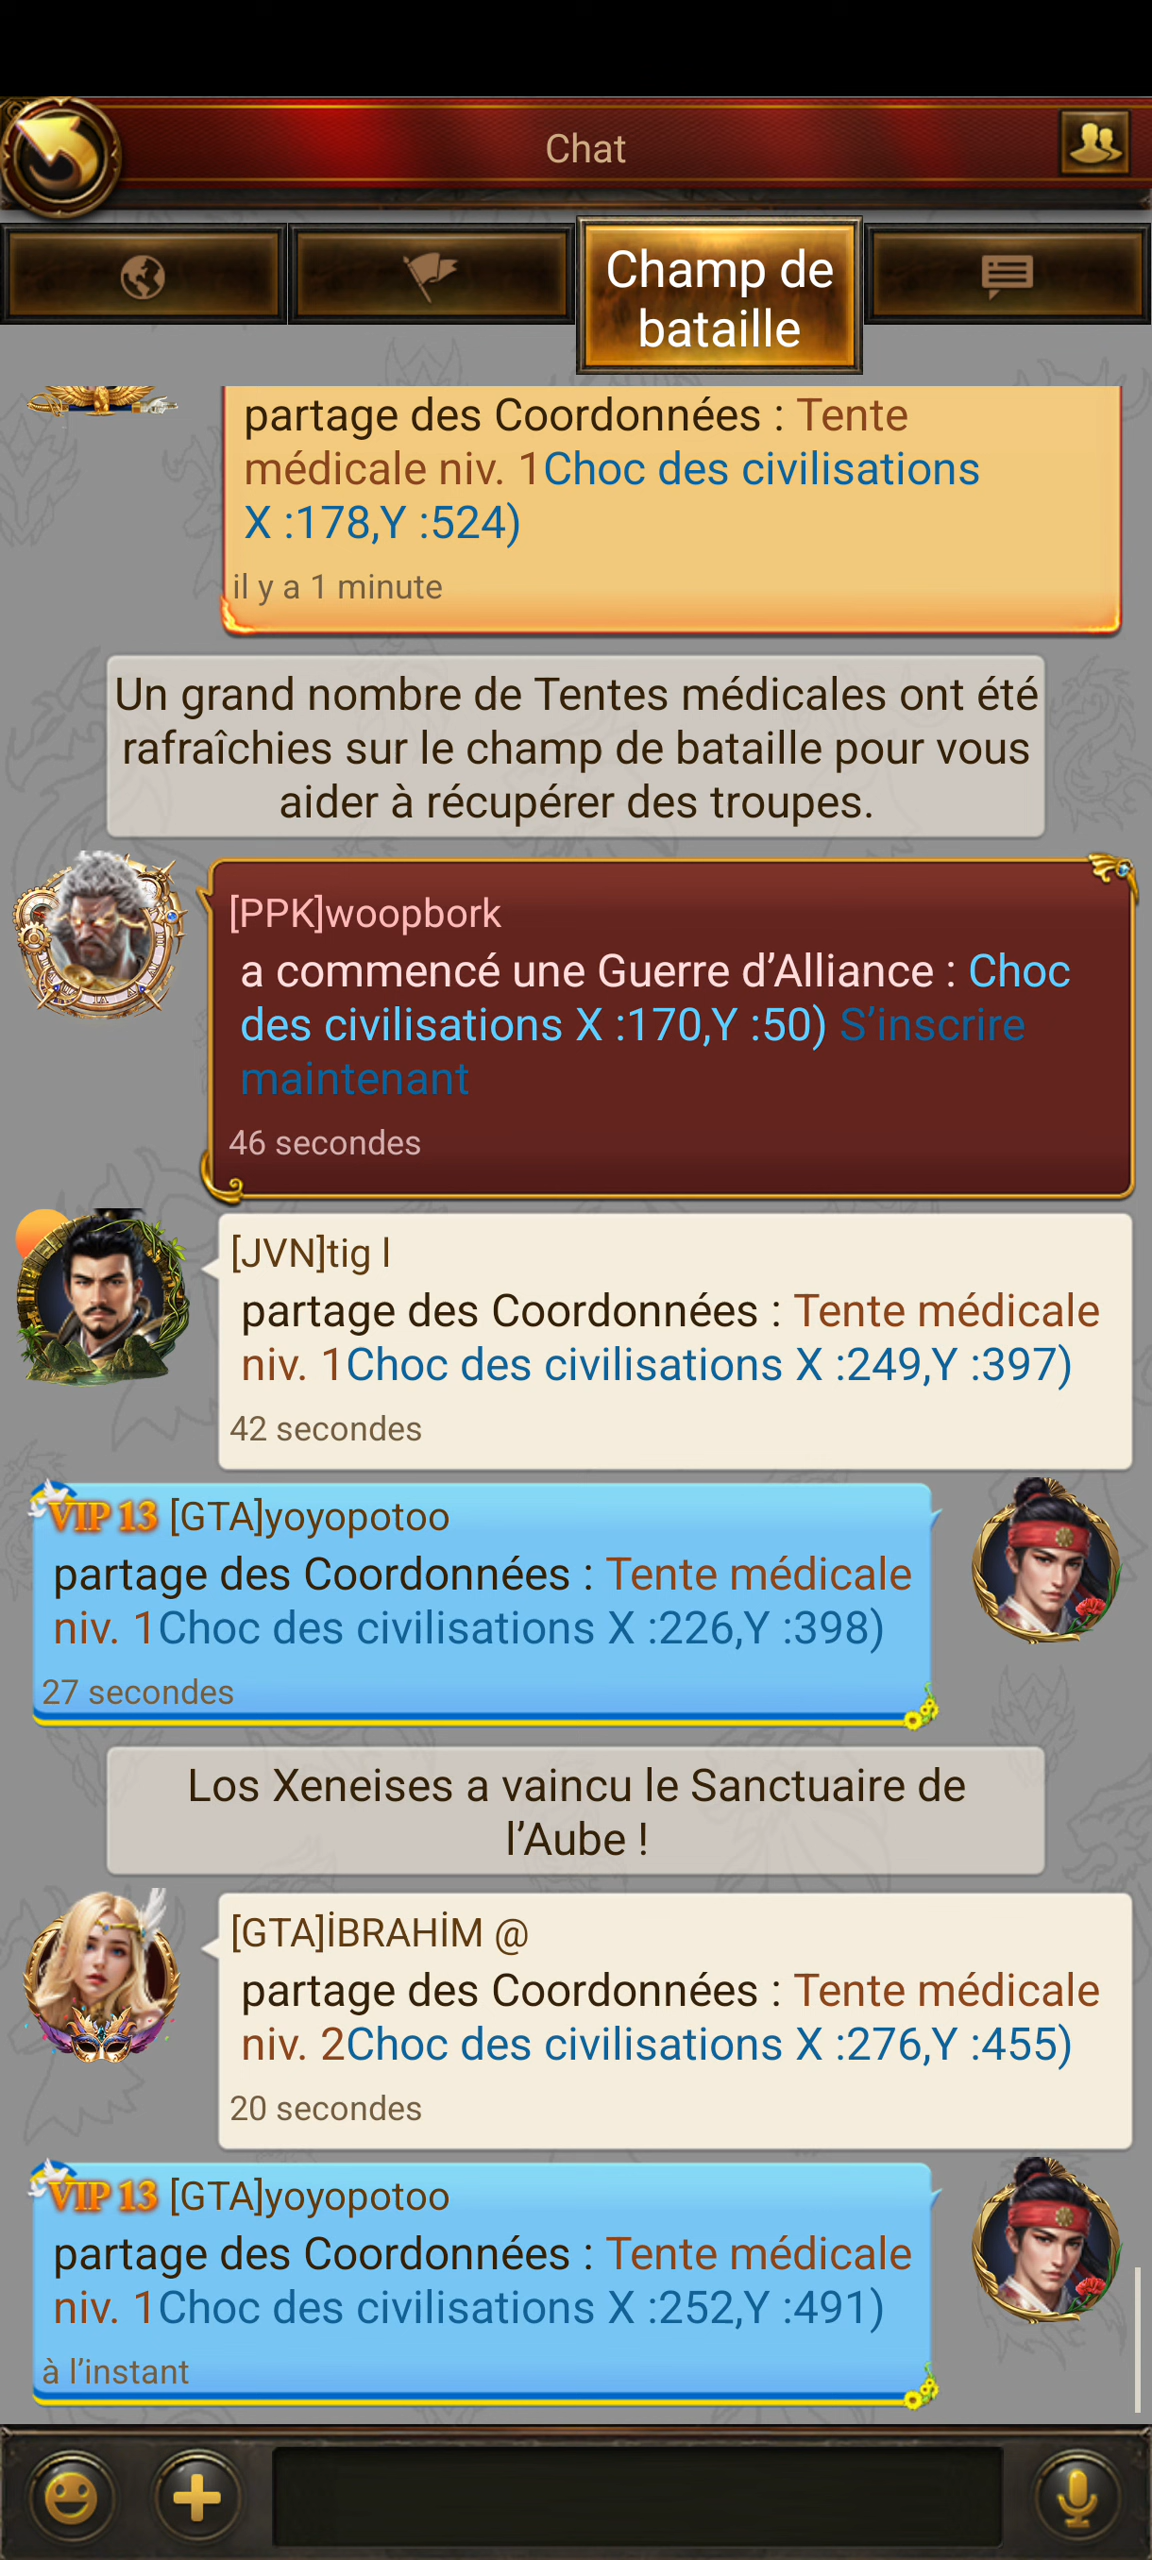 Chat
Champ de
bataille
partage des Coordonnées : Tente
médicale niv. 1Choc des civilisations
X :178,Y :524)
il y a 1 minute
Un grand nombre de Tentes médicales ont été
rafraîchies sur le champ de bataille pour vous
aider à récupérer des troupes.
[PPK]woopbork
a commencé une Guerre d’Alliance : Choc
des civilisations X :170,Y :50) S’inscrire
maintenant
46 secondes
[JVN]tig l
partage des Coordonnées : Tente médicale
niv. 1Choc des civilisations X :249,Y :397)
42 secondes
VIP 13 [GTA]yoyopotoo
partage des Coordonnées : Tente médicale
niv. 1Choc des civilisations X :226,Y :398)
27 secondes
Los Xeneises a vaincu le Sanctuaire de
l’Aube !
[GTA]İBRAHİM @
partage des Coordonnées : Tente médicale
niv. 2Choc des civilisations X :276,Y :455)
20 secondes
VIP 13 [GTA]yoyopotoo
partage des Coordonnées : Tente médicale
niv. 1Choc des civilisations X :252,Y :491)
à l’instant